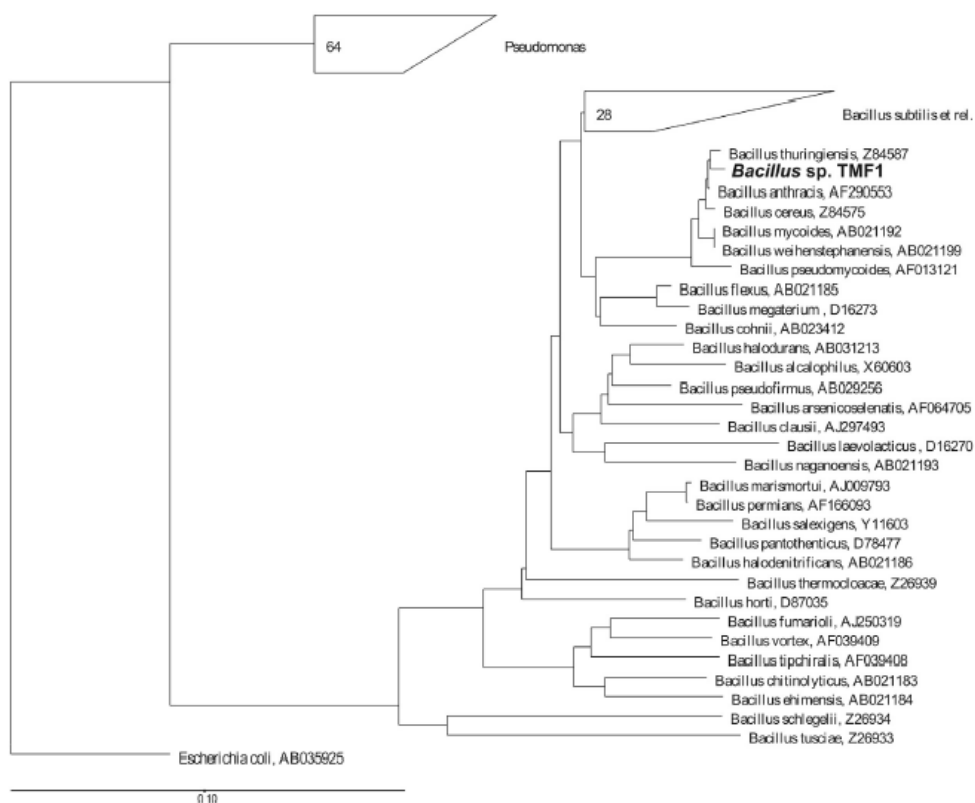 64
Pseudomonas
28
Bacillus subtilis et rel.
Bacillus thuringiensis, Z84587
Bacillus sp. TMF1
Bacillus anthracis, AF290553
Bacillus cereus, Z84575
Bacillus mycoides, AB021192
Bacillus weihenstephanensis, AB021199
Bacillus pseudomycoides, AF013121
Bacillus flexus, AB021185
Bacillus megaterium , D16273
Bacillus cohnii, AB023412
Bacillus halodurans, AB031213
Bacillus alcalophilus, X60603
Bacillus pseudofirmus, AB029256
Bacillus arsenicoselenatis, AF064705
Bacillus clausii, AJ297493
Bacillus laevolacticus , D16270
Bacillus naganoensis, AB021193
Bacillus marismortui, AJ009793
Bacillus permians, AF166093
Bacillus salexigens, Y11603
Bacillus pantothenticus, D78477
Bacillus halodenitrificans, AB021186
Bacillus thermocloacae, Z26939
Bacillus horti, D87035
Bacillus fumarioli, AJ250319
Bacillus vortex, AF039409
Bacillus tipchiralis, AF039408
Bacillus chitinolyticus, AB021183
Bacillus ehimensis, AB021184
Bacillus schlegelii, Z26934
Bacillus tusciae, Z26933
Escherichia coli, AB035925
0.10